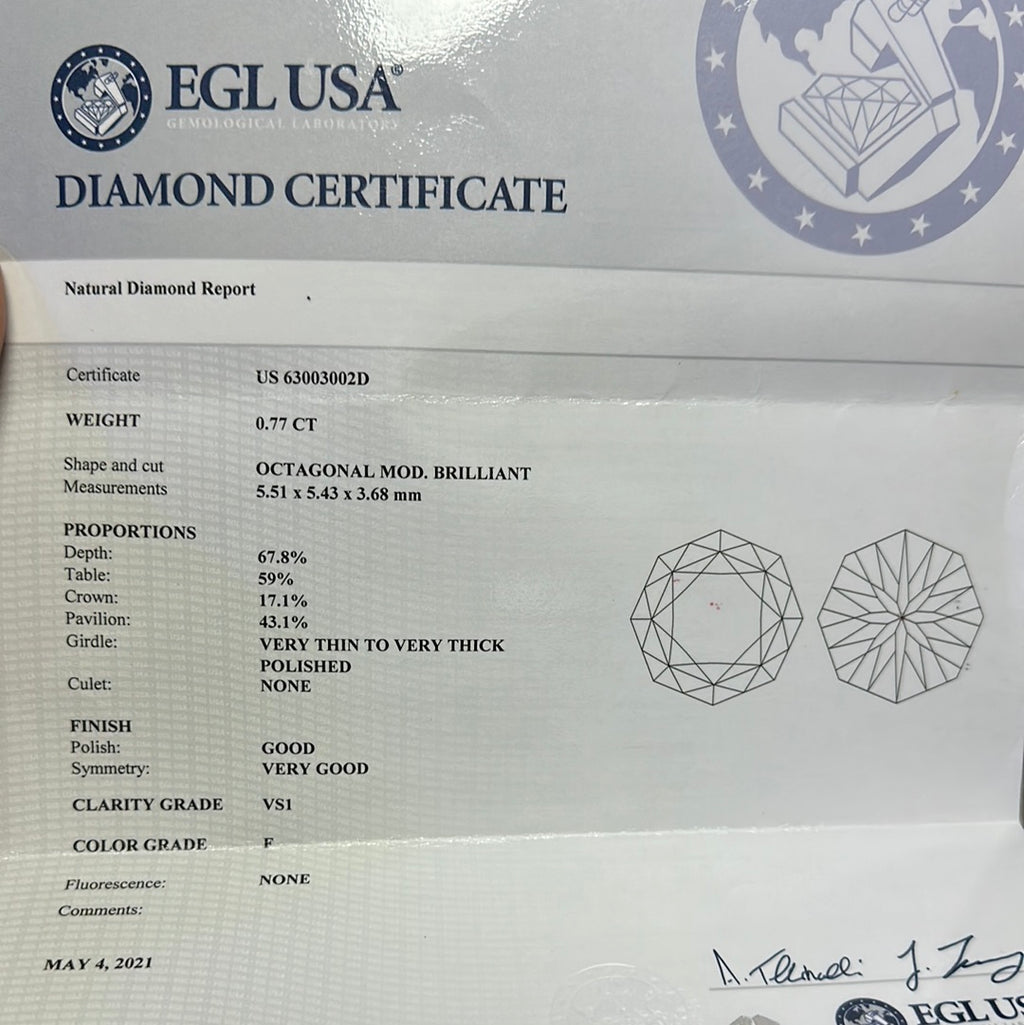 EGL USA®
GEMOLOGICAL LABORATORY
DIAMOND CERTIFICATE
Natural Diamond Report
Certificate US 63003002D
WEIGHT 0.77 CT
Shape and cut OCTAGONAL MOD. BRILLIANT
Measurements 5.51 x 5.43 x 3.68 mm
PROPORTIONS
Depth: 67.8%
Table: 59%
Crown: 17.1%
Pavilion: 43.1%
Girdle: VERY THIN TO VERY THICK
POLISHED
Culet: NONE
FINISH
Polish: GOOD
Symmetry: VERY GOOD
CLARITY GRADE VS1
COLOR GRADE F
Fluorescence: NONE
Comments:
MAY 4, 2021
EGL US